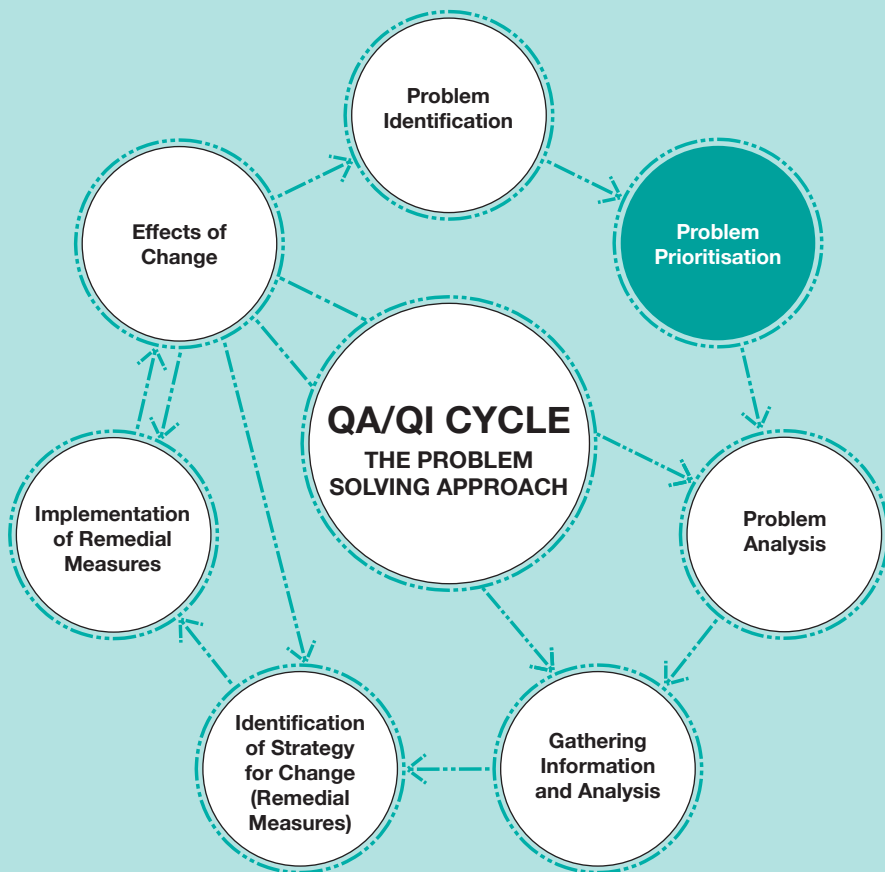 Problem
Identification
Problem
Prioritisation
Effects of
Change
QA/QI CYCLE
THE PROBLEM
SOLVING APPROACH
Problem
Analysis
Implementation
of Remedial
Measures
Gathering
Information
and Analysis
Identification
of Strategy
for Change
(Remedial
Measures)